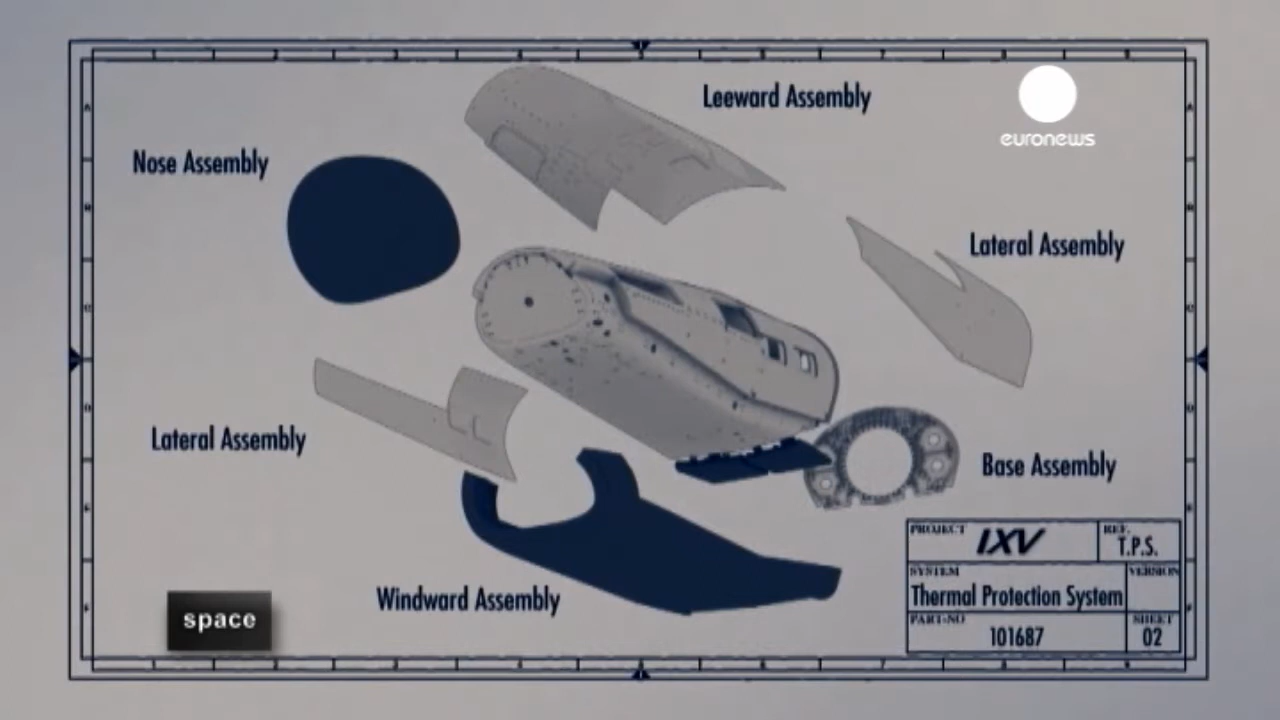 Leeward Assembly
euronews
Nose Assembly
Lateral Assembly
Lateral Assembly
Base Assembly
Windward Assembly
space
PROJECT
IXV
REF.
T.P.S.
SYSTEM
VERSION
Thermal Protection System
PART-NO
101687
SHEET
02